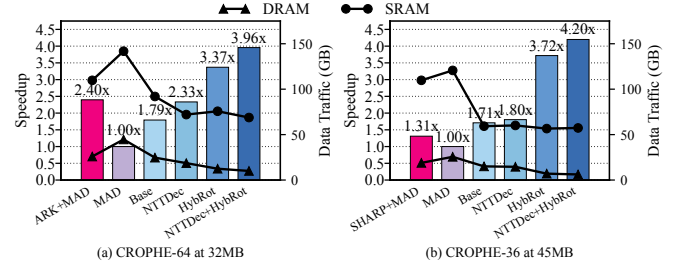 DRAM SRAM
4.5
4.0
3.5
3.0
2.5
2.0
1.5
1.0
0.5
0.0
Speedup
2.40x
1.00x
1.79x
2.33x
3.37x
3.96x
150
100
50
0
Data Traffic (GB)
ARK+MAD
MAD
Base
NTTDec
HybRot
NTTDec+HybRot
(a) CROPHE-64 at 32MB
4.5
4.0
3.5
3.0
2.5
2.0
1.5
1.0
0.5
0.0
Speedup
1.31x
1.00x
1.71x
1.80x
3.72x
4.20x
150
100
50
0
Data Traffic (GB)
SHARP+MAD
MAD
Base
NTTDec
HybRot
NTTDec+HybRot
(b) CROPHE-36 at 45MB